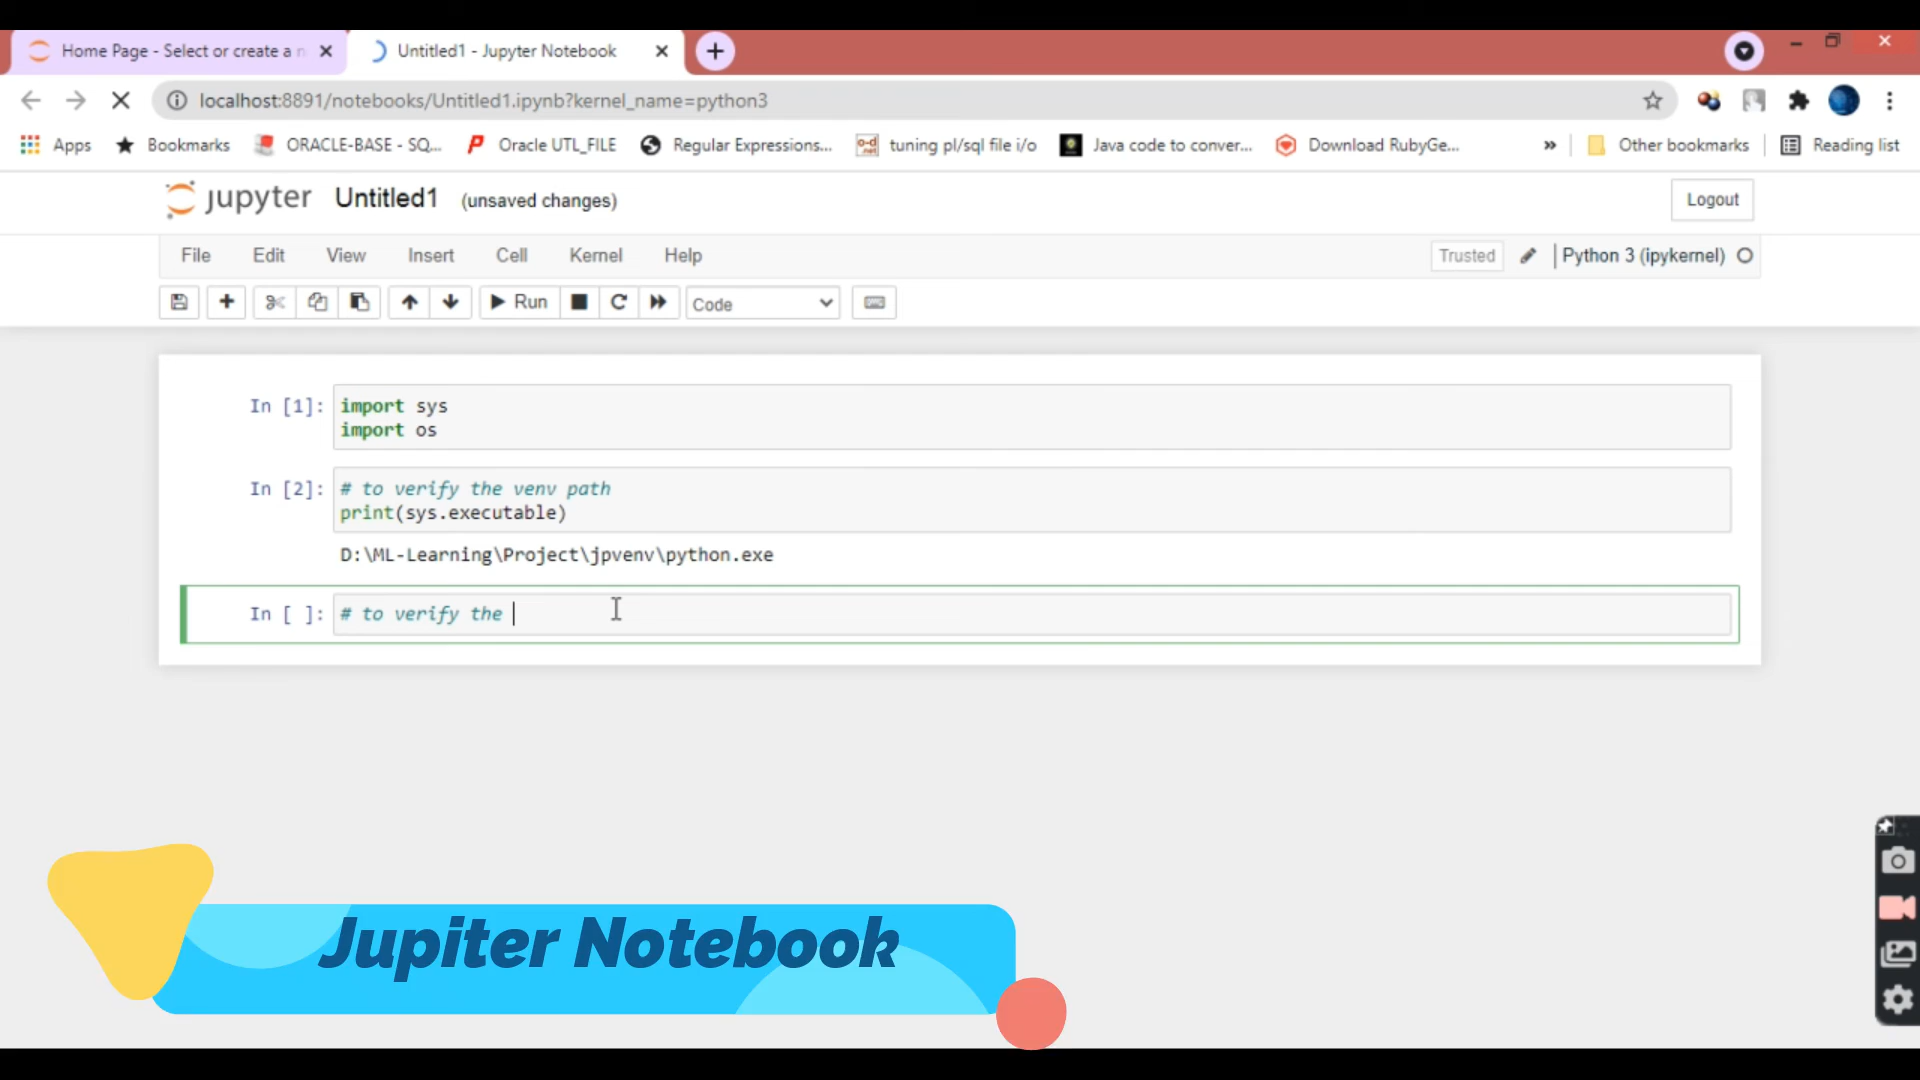 Home Page - Select or create a n
Untitled1 - Jupyter Notebook
localhost:8891/notebooks/Untitled1.ipynb?kernel_name=python3
Apps
Bookmarks
ORACLE-BASE - SQ...
Oracle UTL_FILE
Regular Expressions...
tuning pl/sql file i/o
Java code to conver...
Download RubyGe...
Other bookmarks
Reading list
jupyter Untitled1 (unsaved changes)
Logout
File Edit View Insert Cell Kernel Help
Trusted
Python 3 (ipykernel)
Run
Code
In [1]: import sys
import os
In [2]: # to verify the venv path
print(sys.executable)
D:\ML-Learning\Project\jpvenv\python.exe
In [ ]: # to verify the
Jupiter Notebook